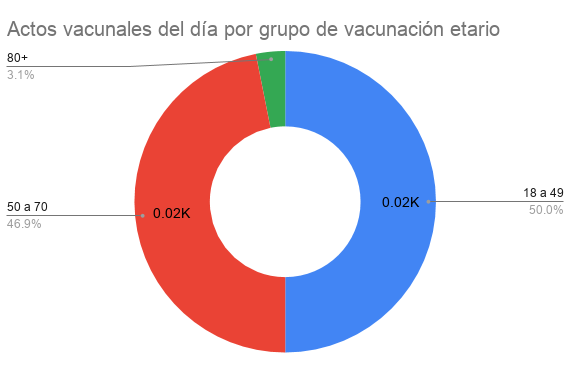 Actos vacunales del día por grupo de vacunación etario
80+
3.1%
50 a 70
46.9%
0.02K
0.02K
18 a 49
50.0%